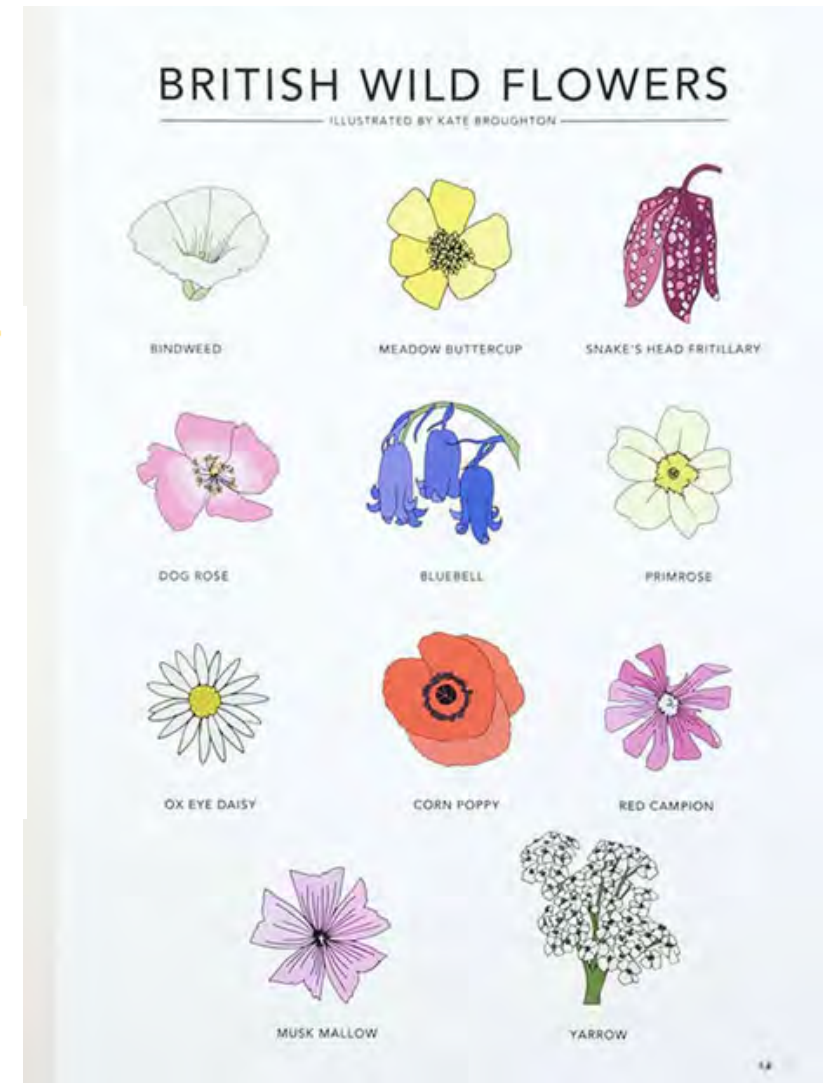 BRITISH WILD FLOWERS
ILLUSTRATED BY KATE BROUGHTON
BINDWEED
MEADOW BUTTERCUP
SNAKE'S HEAD FRITILLARY
DOG ROSE
BLUEBELL
PRIMROSE
OX EYE DAISY
CORN POPPY
RED CAMPION
MUSK MALLOW
YARROW